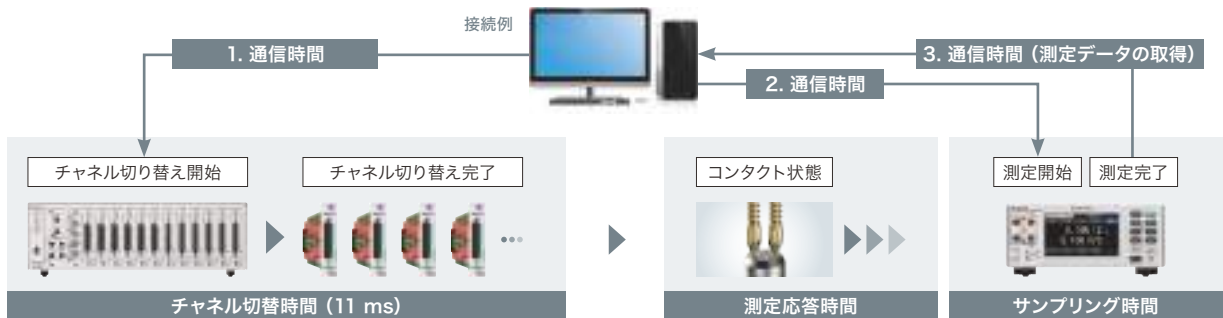 接続例
1. 通信時間
3. 通信時間（測定データの取得）
2. 通信時間
チャネル切り替え開始
チャネル切り替え完了
コンタクト状態
測定開始
測定完了
チャネル切替時間（11 ms）
測定応答時間
サンプリング時間